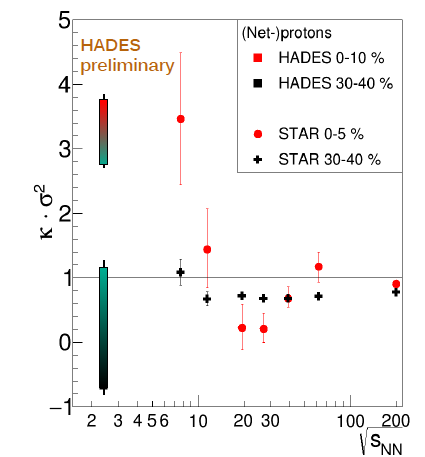 HADES
preliminary
(Net-)protons
HADES 0-10 %
HADES 30-40 %
STAR 0-5 %
STAR 30-40 %
κ · σ²
5
4
3
2
1
0
−1
2 3 4 5 6 10 20 30 100 200
√sNN